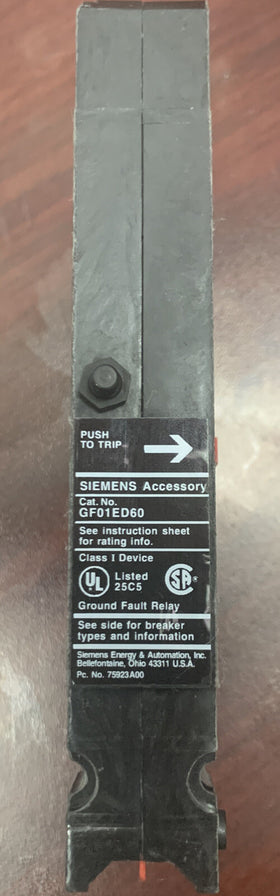 PUSH
TO TRIP
SIEMENS Accessory
Cat. No.
GF01ED60
See instruction sheet
for rating info.
Class I Device
UL Listed
25C5
SA
Ground Fault Relay
See side for breaker
types and information
Siemens Energy & Automation, Inc.
Bellefontaine, Ohio 43311 U.S.A.
Pc. No. 75923A00